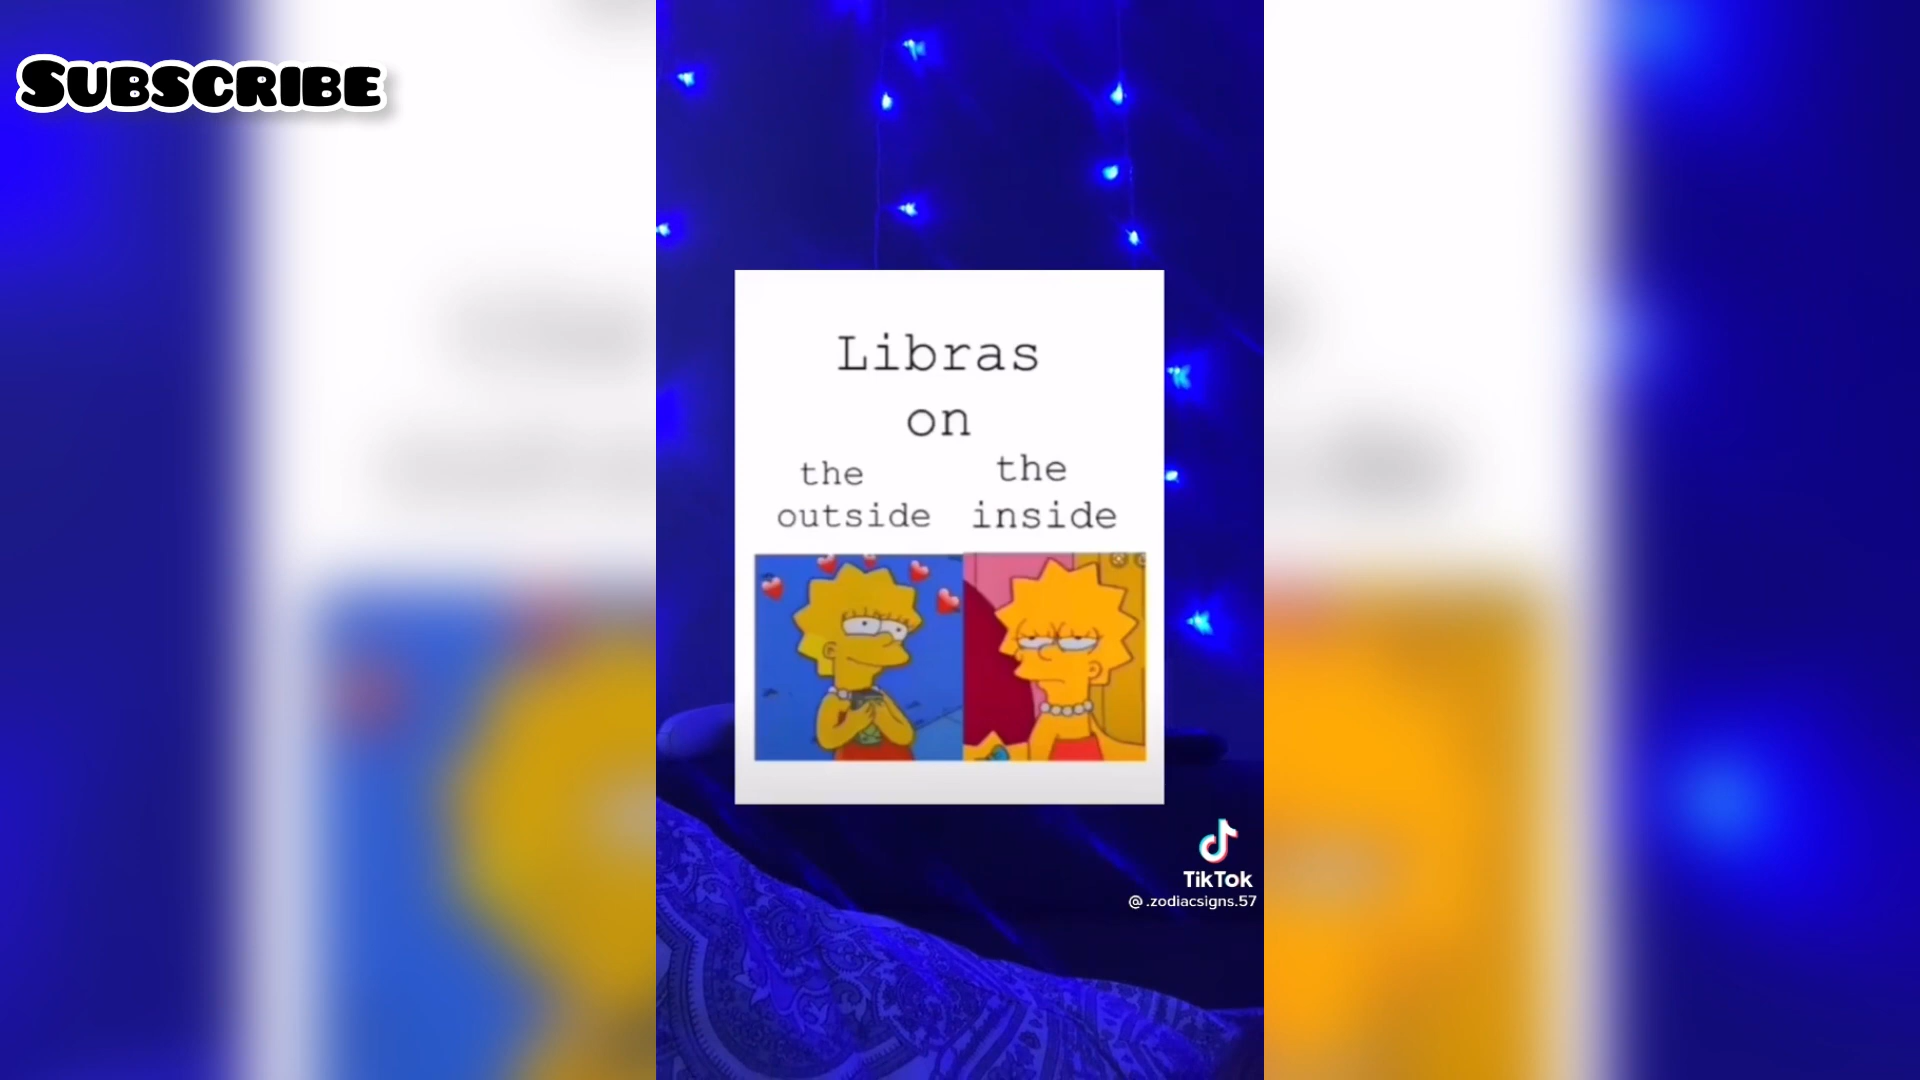 SUBSCRIBE
Libras
on
the
outside
the
inside
TikTok
@.zodiacsigns.57